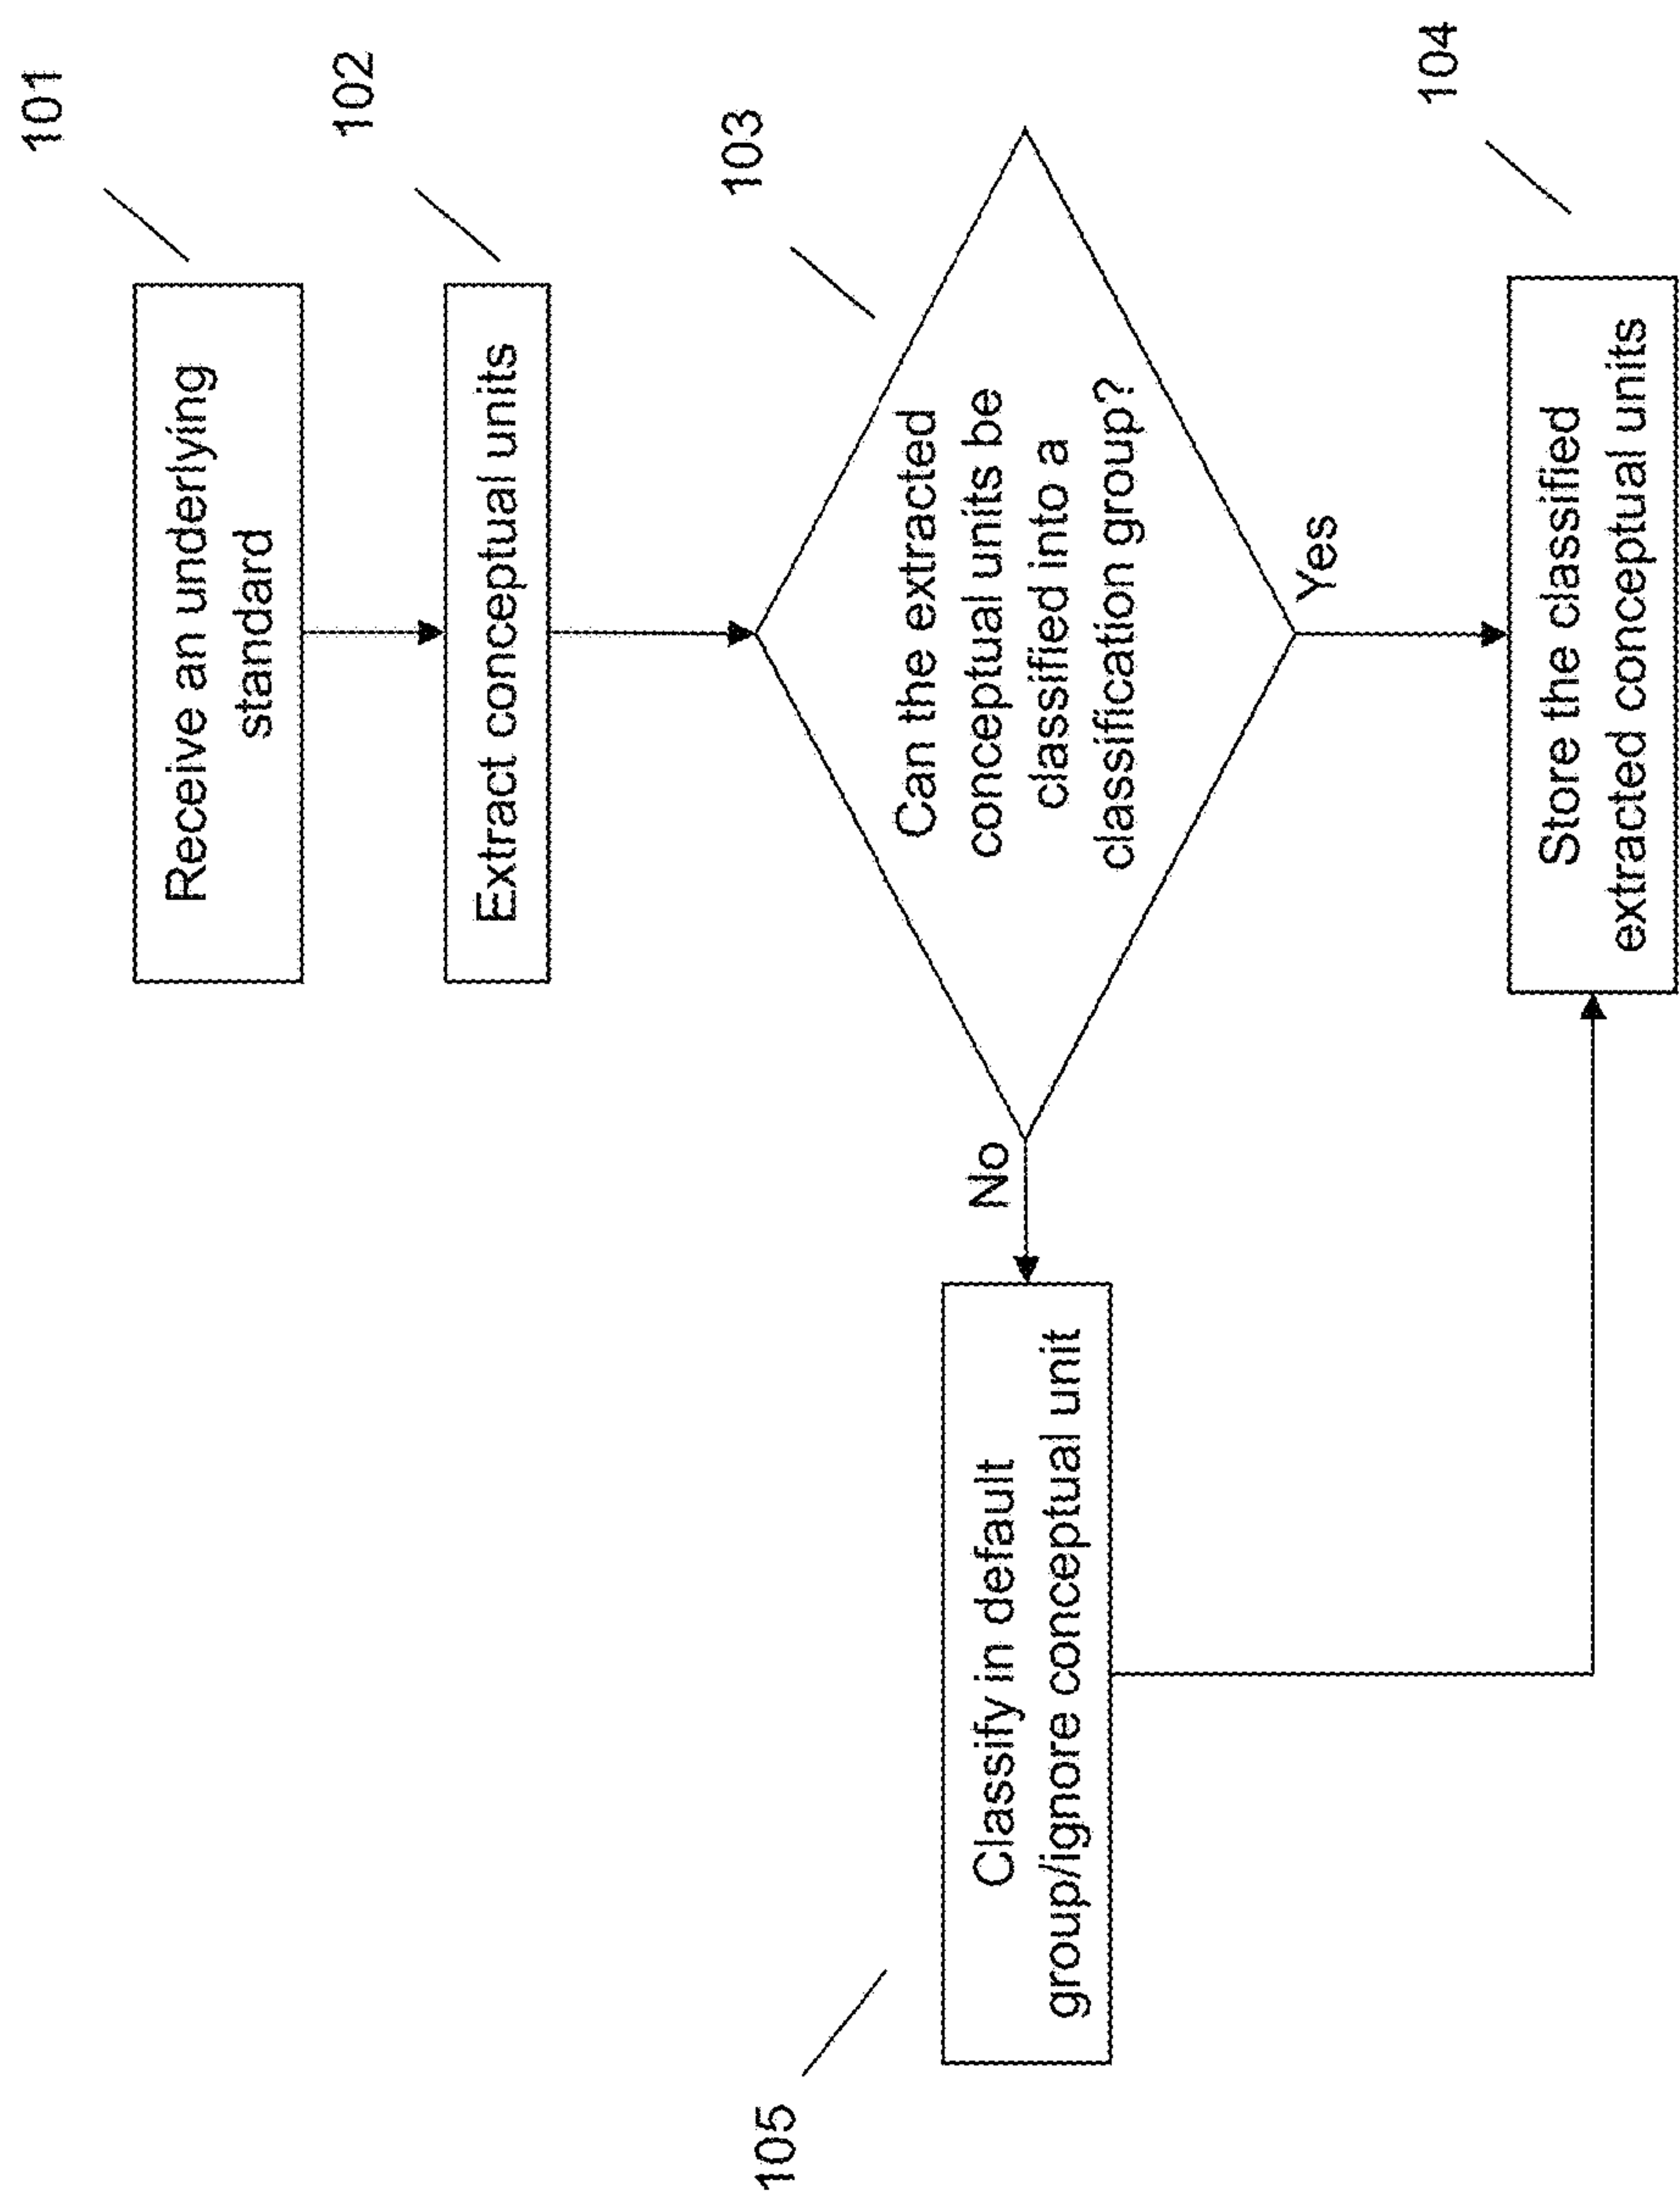 101
Receive an underlying
standard
102
Extract conceptual units
103
Can the extracted
conceptual units be
classified into a
classification group?
No
Yes
105
Classify in default
group/ignore conceptual unit
104
Store the classified
extracted conceptual units